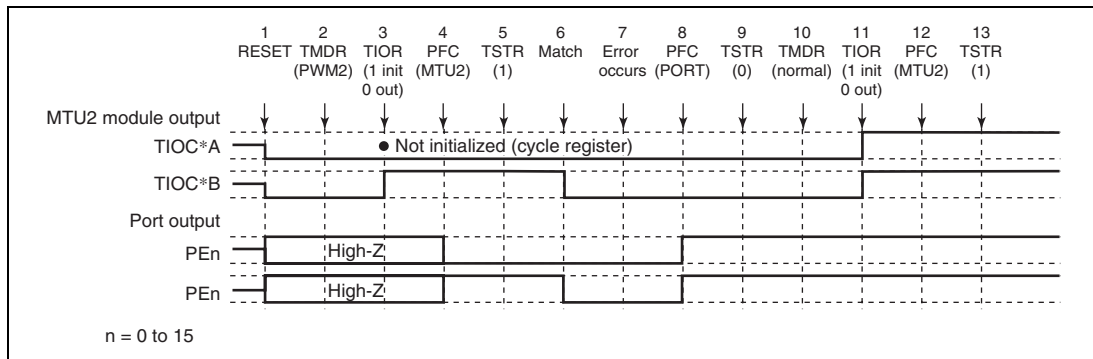 1 2 3 4 5 6 7 8 9 10 11 12 13
RESET TMDR TIOR PFC TSTR Match Error PFC TSTR TMDR TIOR PFC TSTR
(PWM2) (1 init (MTU2) (1) occurs (PORT) (0) (normal) (1 init (MTU2) (1)
0 out) 0 out)
MTU2 module output
TIOC*A ● Not initialized (cycle register)
TIOC*B
Port output
PEn High-Z
PEn High-Z
n = 0 to 15